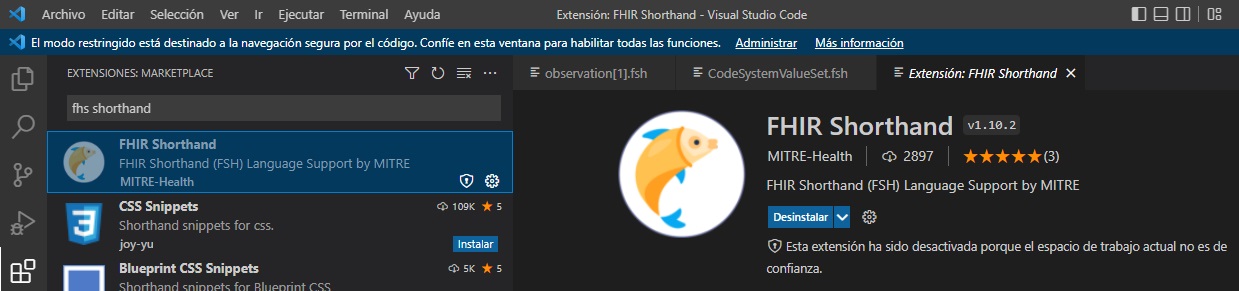 Archivo Editar Selección Ver Ir Ejecutar Terminal Ayuda Extensión: FHIR Shorthand - Visual Studio Code
El modo restringido está destinado a la navegación segura por el código. Confíe en esta ventana para habilitar todas las funciones. Administrar Más información
EXTENSIONES: MARKETPLACE
fhs shorthand
FHIR Shorthand
FHIR Shorthand (FSH) Language Support by MITRE
MITRE-Health
CSS Snippets 109K 5
Shorthand snippets for css.
joy-yu Instalar
Blueprint CSS Snippets 5K 5
Shorthand snippets for Blueprint CSS
observation[1].fsh CodeSystemValueSet.fsh Extensión: FHIR Shorthand
FHIR Shorthand v1.10.2
MITRE-Health 2897 (3)
FHIR Shorthand (FSH) Language Support by MITRE
Desinstalar
Esta extensión ha sido desactivada porque el espacio de trabajo actual no es de
confianza.